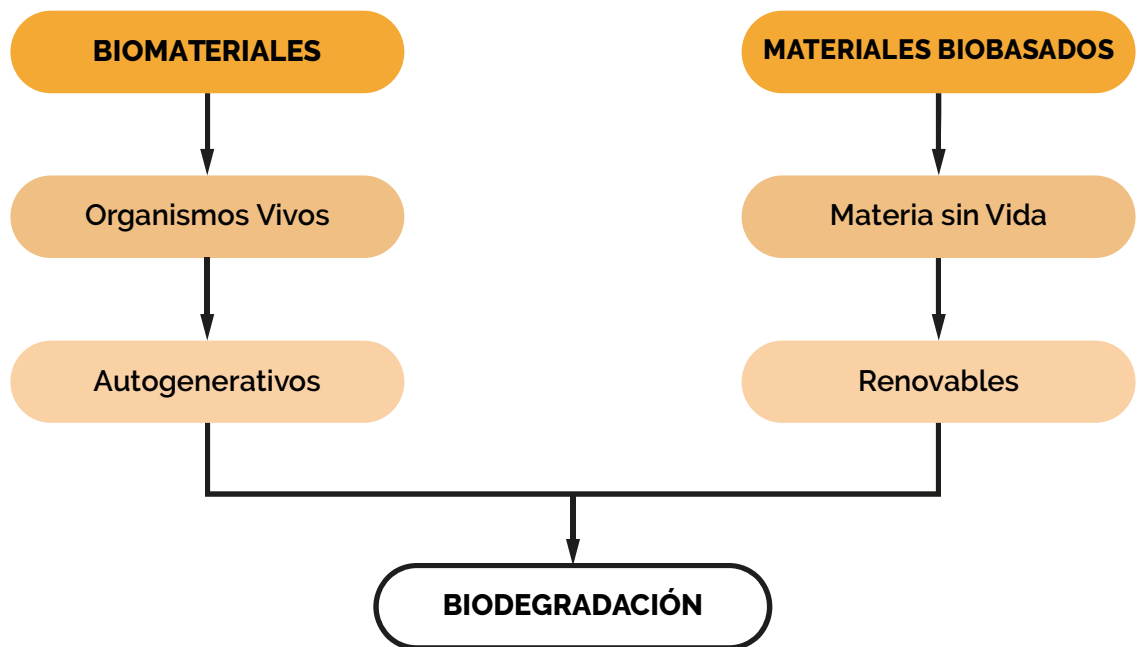 BIOMATERIALES
MATERIALES BIOBASADOS
Organismos Vivos
Materia sin Vida
Autogenerativos
Renovables
BIODEGRADACIÓN